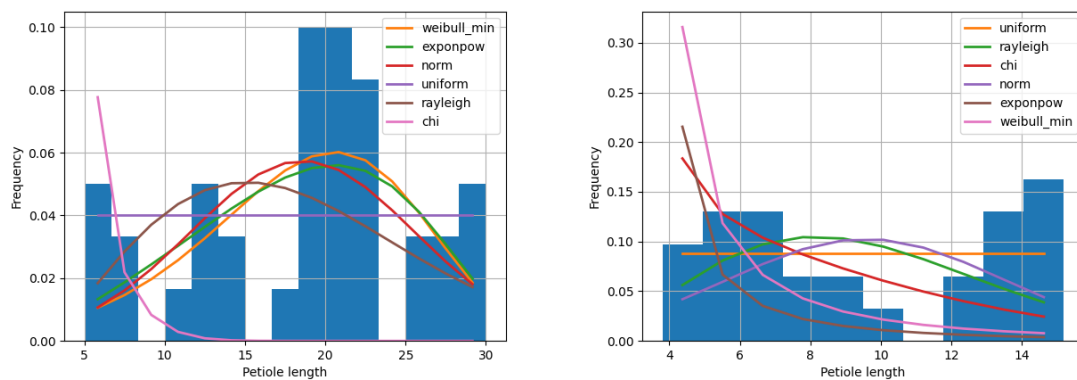 0.10
0.08
0.06
0.04
0.02
0.00
Frequency
5
10
15
20
25
30
Petiole length
weibull_min
exponpow
norm
uniform
rayleigh
chi
0.30
0.25
0.20
0.15
0.10
0.05
0.00
Frequency
4
6
8
10
12
14
Petiole length
uniform
rayleigh
chi
norm
exponpow
weibull_min